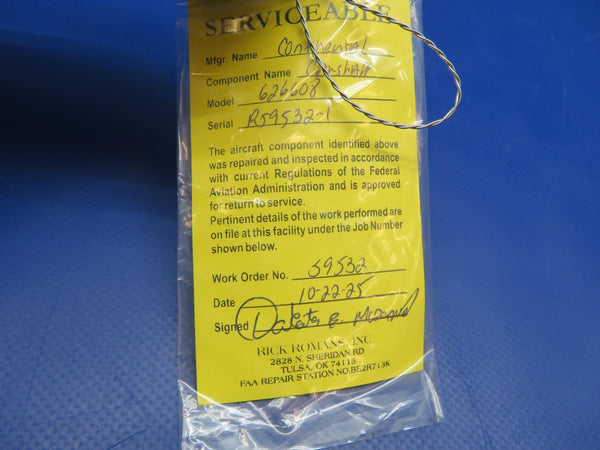 SERVICEABLE
Mfgr. Name Continental
Component Name Camshaft
Model 626608
Serial R59532-1
The aircraft component identified above
was repaired and inspected in accordance
with current Regulations of the Federal
Aviation Administration and is approved
for return to service.
Pertinent details of the work performed are
on file at this facility under the Job Number
shown below.
Work Order No. 59532
Date 10-22-25
Signed E.
RICK ROMANS, INC.
2828 N. SHERIDAN RD
TULSA, OK 74115
FAA REPAIR STATION NO.BE2R713K